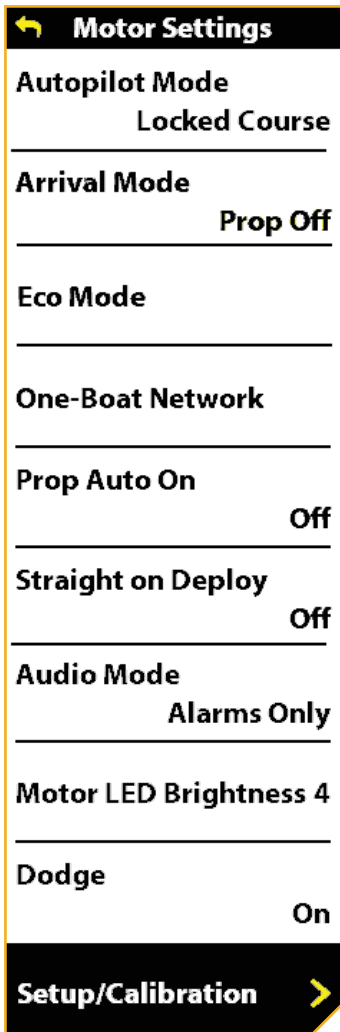 Motor Settings
Autopilot Mode
Locked Course
Arrival Mode
Prop Off
Eco Mode
One-Boat Network
Prop Auto On
Off
Straight on Deploy
Off
Audio Mode
Alarms Only
Motor LED Brightness 4
Dodge
On
Setup/Calibration